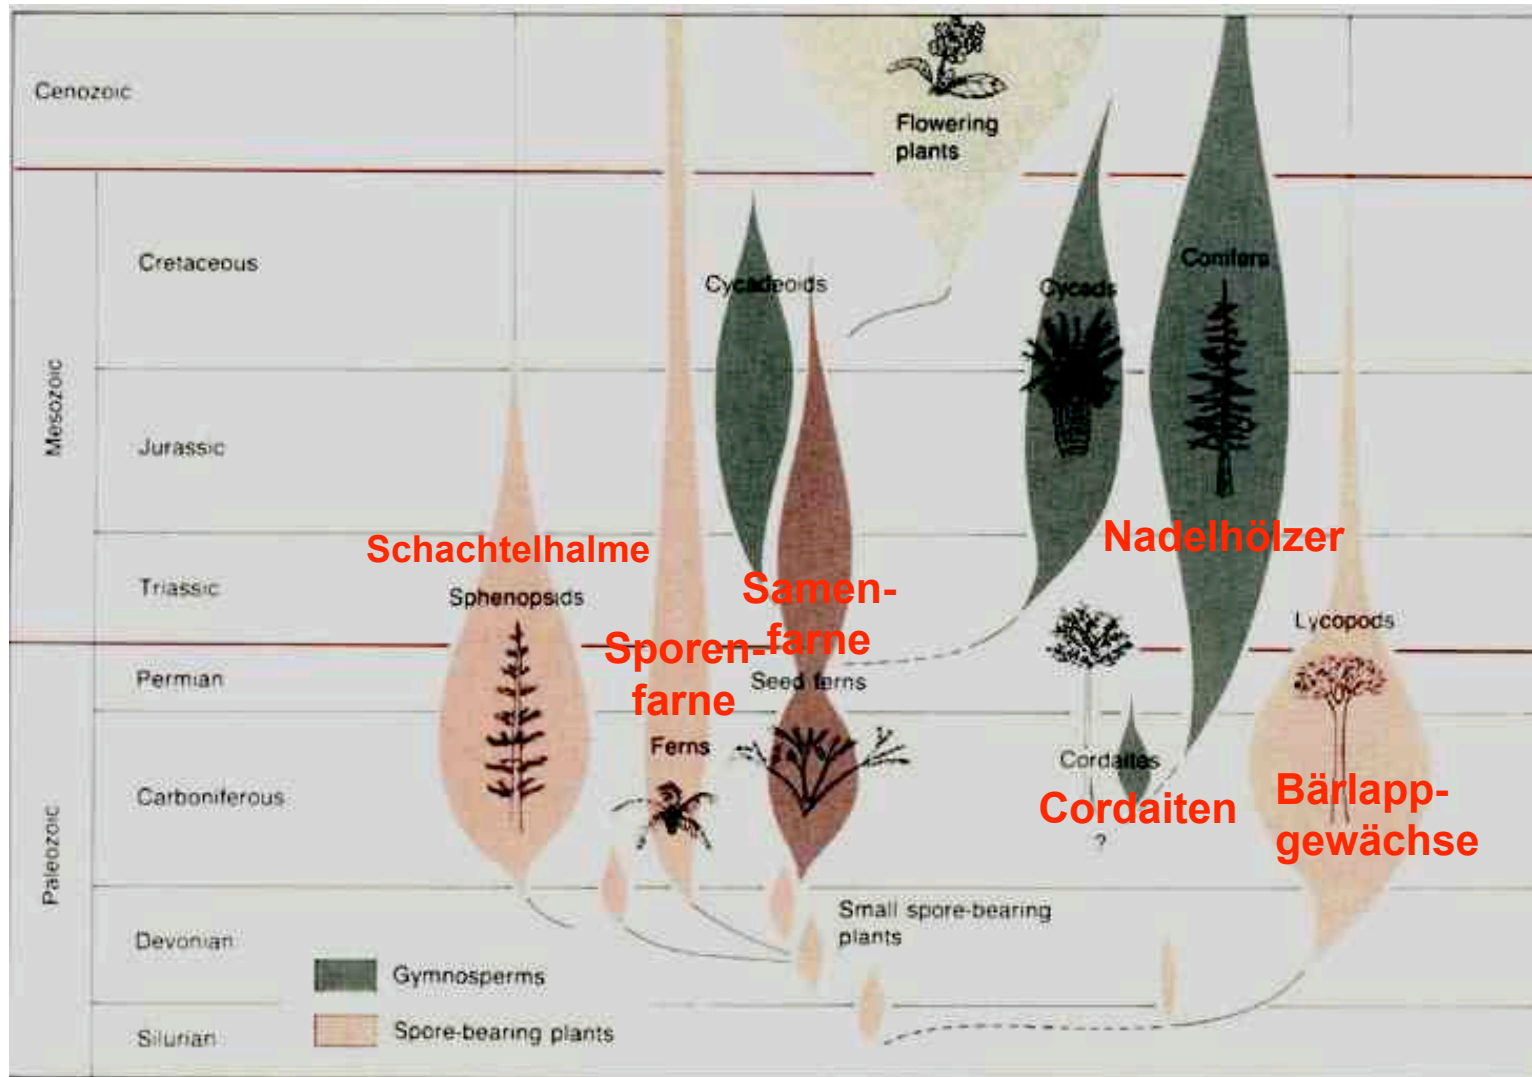 Cenozoic
Flowering
plants
Mesozoic
Cretaceous
Cycadeoids
Cycads
Conifers
Jurassic
Schachtelhalme
Nadelhölzer
Triassic
Sphenopsids
Samen-
farne
Lycopods
Sporen-
farne
Permian
Seed ferns
Ferns
Cordaites
Paleozoic
Carboniferous
Cordaiten
Bärlapp-
gewächse
?
Devonian
Small spore-bearing
plants
Gymnosperms
Silurian
Spore-bearing plants